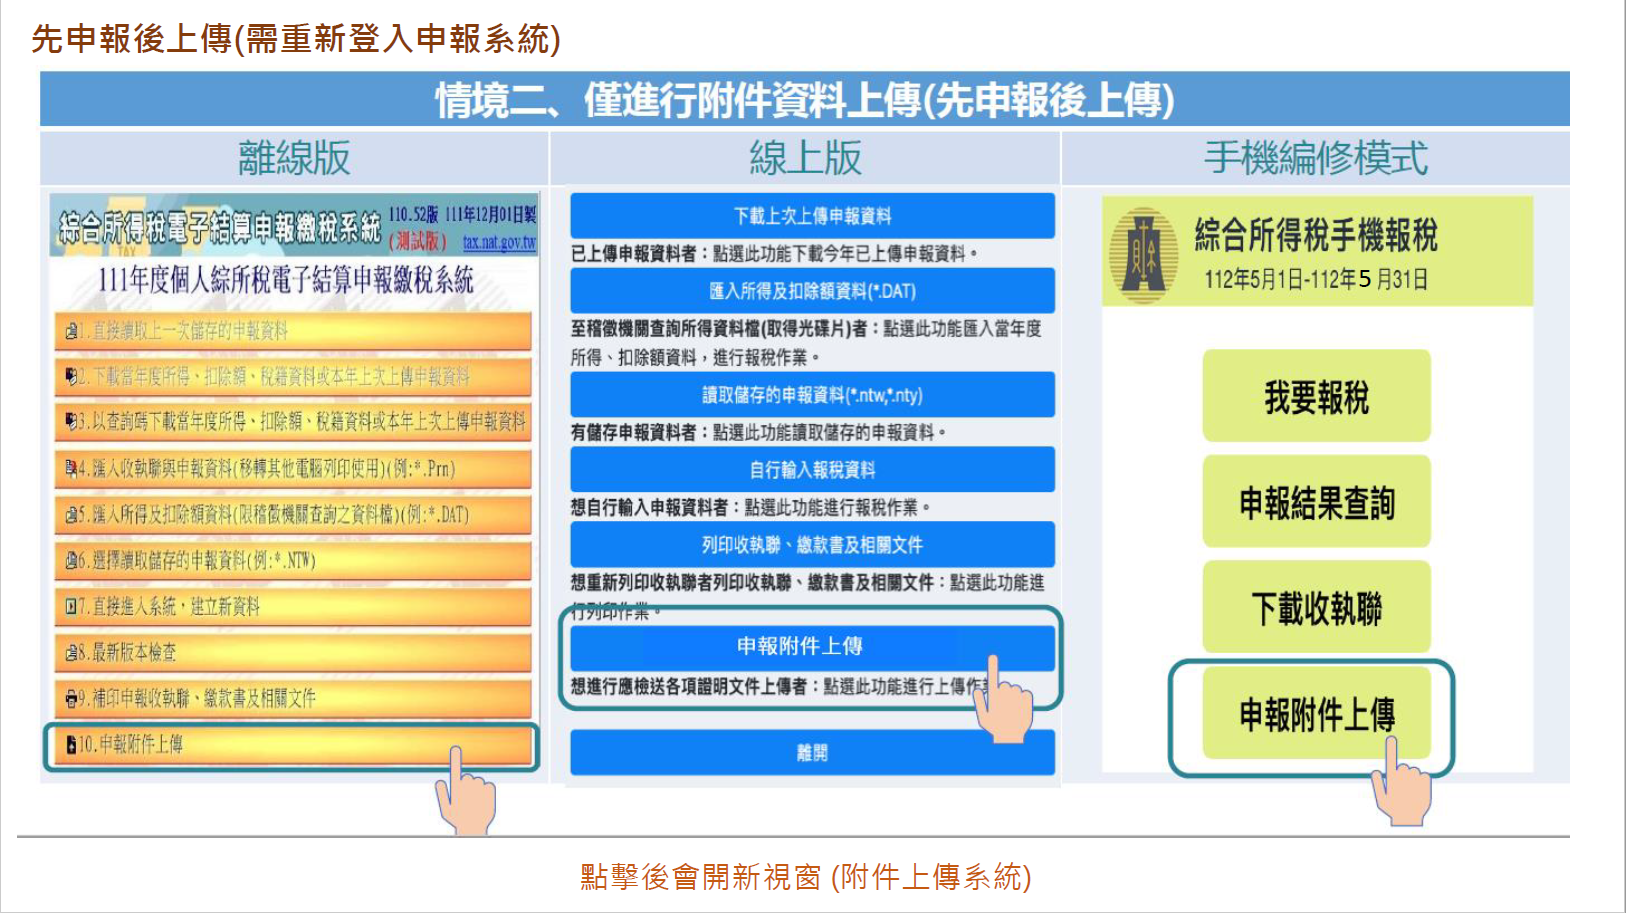 先申報後上傳(需重新登入申報系統)
情境二、僅進行附件資料上傳(先申報後上傳)
離線版
綜合所得稅電子結算申報繳稅系統
110.52版 111年12月01日製
(測試版) tax.nat.gov.tw
TAX
111年度個人綜所稅電子結算申報繳稅系統
1.直接讀取上一次儲存的申報資料
2.下載當年度所得、扣除額、稅籍資料或本年上次上傳申報資料
3.以查詢碼下載當年度所得、扣除額、稅籍資料或本年上次上傳申報資料
4.匯入收執聯與申報資料(移轉其他電腦列印使用)(例:*.Prn)
5.匯入所得及扣除額資料(限稽徵機關查詢之資料檔)(例:*.DAT)
6.選擇讀取儲存的申報資料(例:*.NTW)
7.直接進入系統，建立新資料
8.最新版本檢查
9.補印申報收執聯、繳款書及相關文件
10.申報附件上傳
線上版
下載上次上傳申報資料
已上傳申報資料者：點選此功能下載今年已上傳申報資料。
匯入所得及扣除額資料(*.DAT)
至稽徵機關查詢所得資料檔(取得光碟片)者：點選此功能匯入當年度
所得、扣除額資料，進行報稅作業。
讀取儲存的申報資料(*.ntw,*.nty)
有儲存申報資料者：點選此功能讀取儲存的申報資料。
自行輸入報稅資料
想自行輸入申報資料者：點選此功能進行報稅作業。
列印收執聯、繳款書及相關文件
想重新列印收執聯者列印收執聯、繳款書及相關文件：點選此功能進
行列印作業。
申報附件上傳
想進行應檢送各項證明文件上傳者：點選此功能進行上傳作業
離開
手機編修模式
綜合所得稅手機報稅
112年5月1日-112年5月31日
我要報稅
申報結果查詢
下載收執聯
申報附件上傳
點擊後會開新視窗 (附件上傳系統)